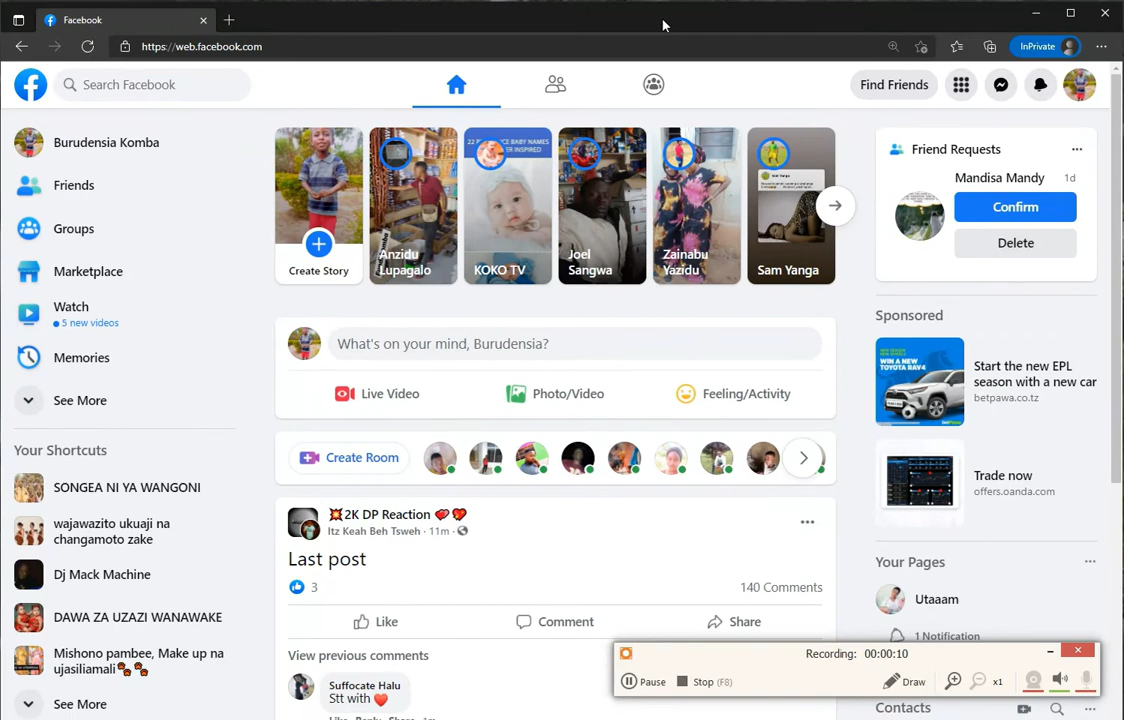 Facebook
https://web.facebook.com
InPrivate
Search Facebook
Find Friends
Burudensia Komba
Friends
Groups
Marketplace
Watch
5 new videos
Memories
See More
Your Shortcuts
SONGEA NI YA WANGONI
wajawazito ukuaji na
changamoto zake
Dj Mack Machine
DAWA ZA UZAZI WANAWAKE
Mishono pambee, Make up na
ujasiliamali🐾🐾
See More
Create Story
Anzidu
Lupagalo
KOKO TV
Joel
Sangwa
Zainabu
Yazidu
Sam Yanga
What's on your mind, Burudensia?
Live Video
Photo/Video
Feeling/Activity
Create Room
💥2K DP Reaction 💖💖
Itz Keah Beh Tsweh · 11m ·
Last post
3
140 Comments
Like
Comment
Share
View previous comments
Suffocate Halu
Stt with ❤️
Friend Requests
Mandisa Mandy 1d
Confirm
Delete
Sponsored
WIN A NEW
TOYOTA RAV4
Start the new EPL
season with a new car
betpawa.co.tz
Trade now
offers.oanda.com
Your Pages
Utaaam
1 Notification
Recording: 00:00:10
Pause
Stop (F8)
Draw
x1
Contacts